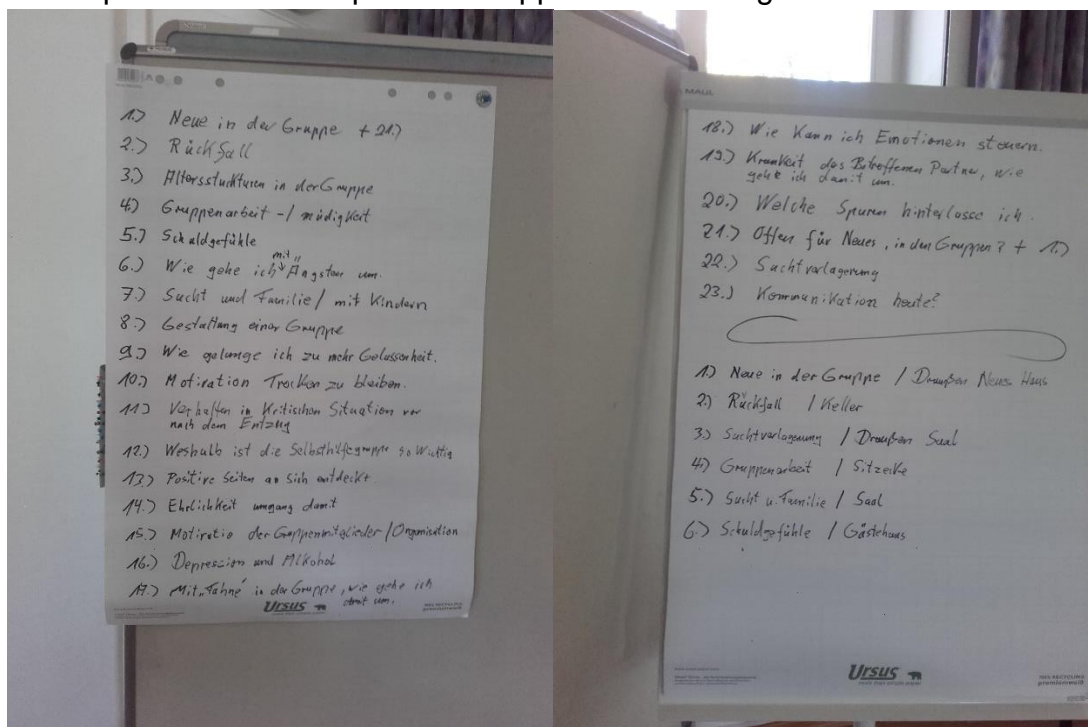 1.) Neue in der Gruppe + 21.)
2.) Rückfall
3.) Alterssturkturen in der Gruppe
4.) Gruppenarbeit - / müdigkeit
5.) Schuldgefühle
6.) Wie gehe ich mit Ängsten um.
7.) Sucht und Familie / mit Kindern
8.) Gestaltung einer Gruppe
9.) Wie gelange ich zu mehr Gelassenheit.
10.) Motivation Trocken zu bleiben.
11.) Verhalten in Kritischen Situation vor
nach dem Entzug
12.) Weshalb ist die Selbsthilfegruppe so Wichtig
13.) Positive Seiten an sich entdeckt.
14.) Ehrlichkeit umgang damit
15.) Motivatio der Gruppenmitglieder / Organisation
16.) Depression und Alkohol
17.) Mit „Fahne" in der Gruppe, wie gehe ich
damit um.
Ursus
MAUL
18.) Wie Kann ich Emotionen steuern.
19.) Krankeit des Betroffenen Partner, wie
gehe ich damit um.
20.) Welche Spuren hinterlasse ich.
21.) Offen für Neues, in den Gruppen? + 1.)
22.) Suchtverlagerung
23.) Kommunikation heute?
1.) Neue in der Gruppe / Draußen Neues Haus
2.) Rückfall / Keller
3.) Suchtverlagerung / Draußen Saal
4.) Gruppenarbeit / Sitzecke
5.) Sucht u. Familie / Saal
6.) Schuldgefühle / Gästehaus
Ursus
100% RECYCLING
premiumweiß